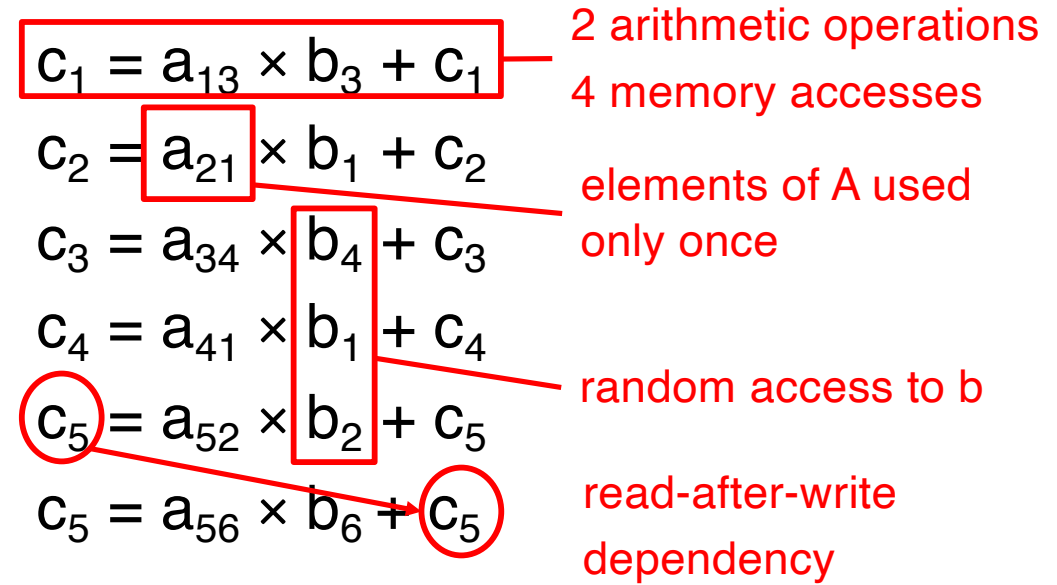 c₁ = a₁₃ × b₃ + c₁
2 arithmetic operations
4 memory accesses
c₂ = a₂₁ × b₁ + c₂
elements of A used
only once
c₃ = a₃₄ × b₄ + c₃
c₄ = a₄₁ × b₁ + c₄
random access to b
c₅ = a₅₂ × b₂ + c₅
c₅ = a₅₆ × b₆ + c₅
read-after-write
dependency